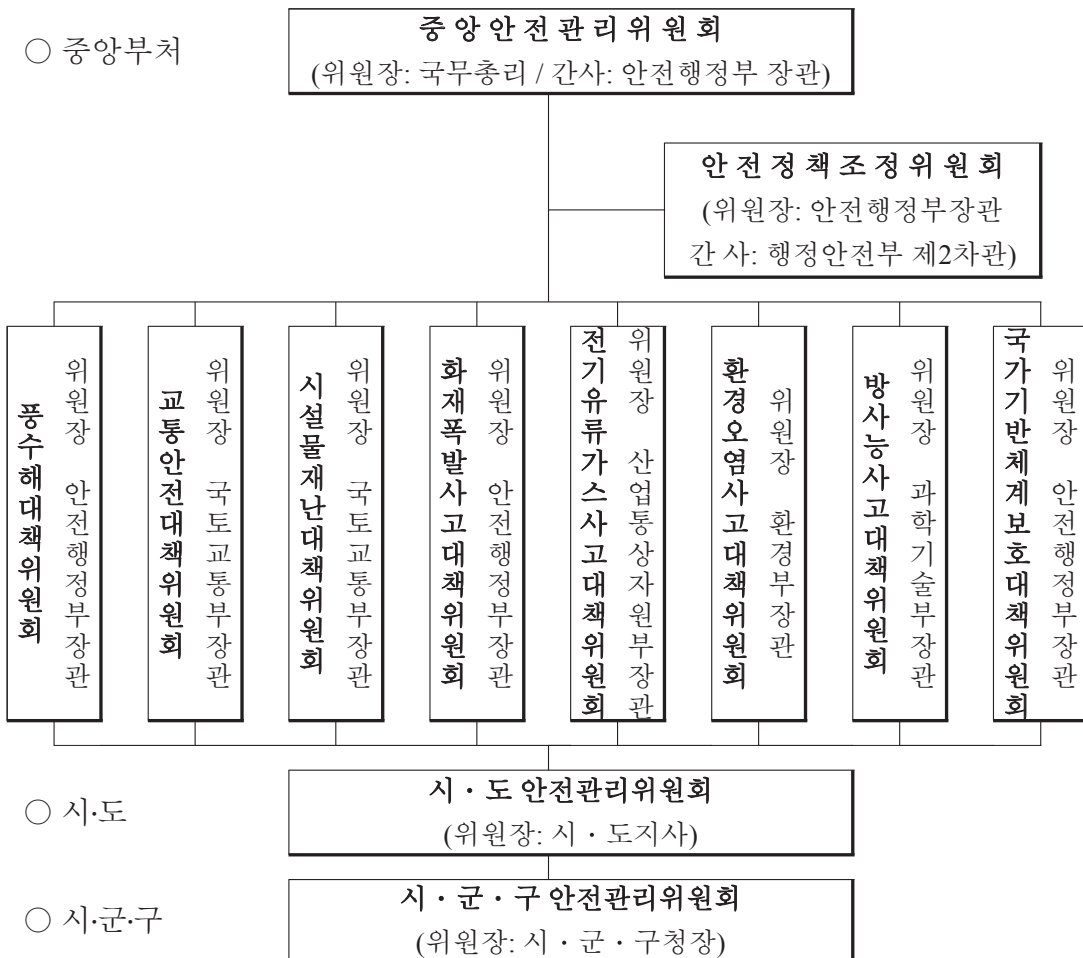 ○ 중앙부처
중앙안전관리위원회
(위원장: 국무총리 / 간사: 안전행정부 장관)
안전정책조정위원회
(위원장: 안전행정부장관
간 사: 행정안전부 제2차관)
풍수해대책위원회
위원장 안전행정부장관
교통안전대책위원회
위원장 국토교통부장관
시설물재난대책위원회
위원장 국토교통부장관
화재폭발사고대책위원회
위원장 안전행정부장관
전기유류가스사고대책위원회
위원장 산업통상자원부장관
환경오염사고대책위원회
위원장 환경부장관
방사능사고대책위원회
위원장 과학기술부장관
국가기반체계보호대책위원회
위원장 안전행정부장관
○ 시·도
시・도 안전관리위원회
(위원장: 시・도지사)
○ 시·군·구
시・군・구 안전관리위원회
(위원장: 시・군・구청장)